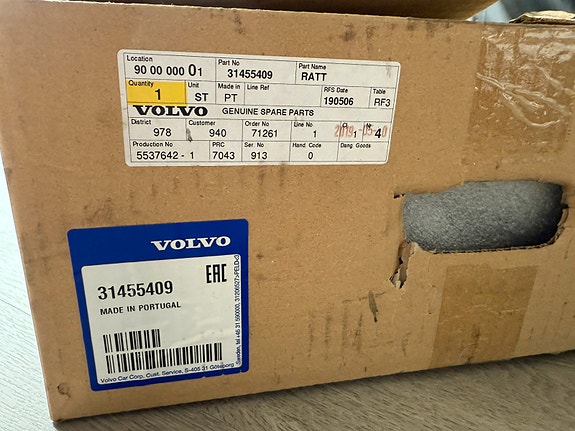 Location
90 00 000 01
Part No
31455409
Part Name
RATT
Quantity
1
Unit
ST
Made in
PT
Line Ref
RFS Date
190506
Table
RF3
VOLVO GENUINE SPARE PARTS
District
978
Customer
940
Order No
71261
Line No
1
1
4
Production No
5537642 - 1
PRC
7043
Ser. No
913
Hand. Code
0
Dang. Goods
VOLVO
31455409
EAC
MADE IN PORTUGAL
Volvo Car Corp. Cust. Service, S-405 31 Göteborg